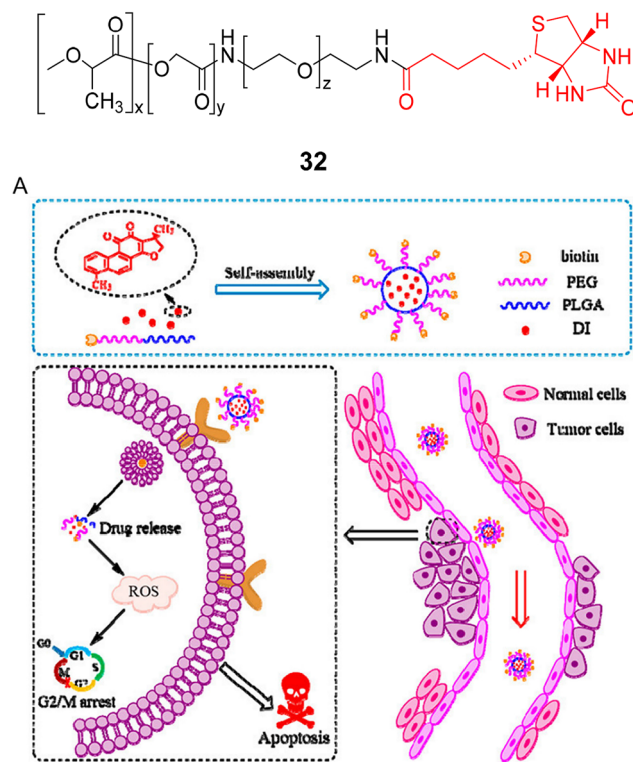 O
O
O
H
N
O
N
H
S
H
NH
O
CH3
x
O
y
O
z
O
H
HN
O
32
A
O
O
CH3
O
CH3
Self-assembly
biotin
PEG
PLGA
DI
Normal cells
Tumor cells
Drug release
ROS
G0
G1
M
S
G2
G2/M arrest
Apoptosis